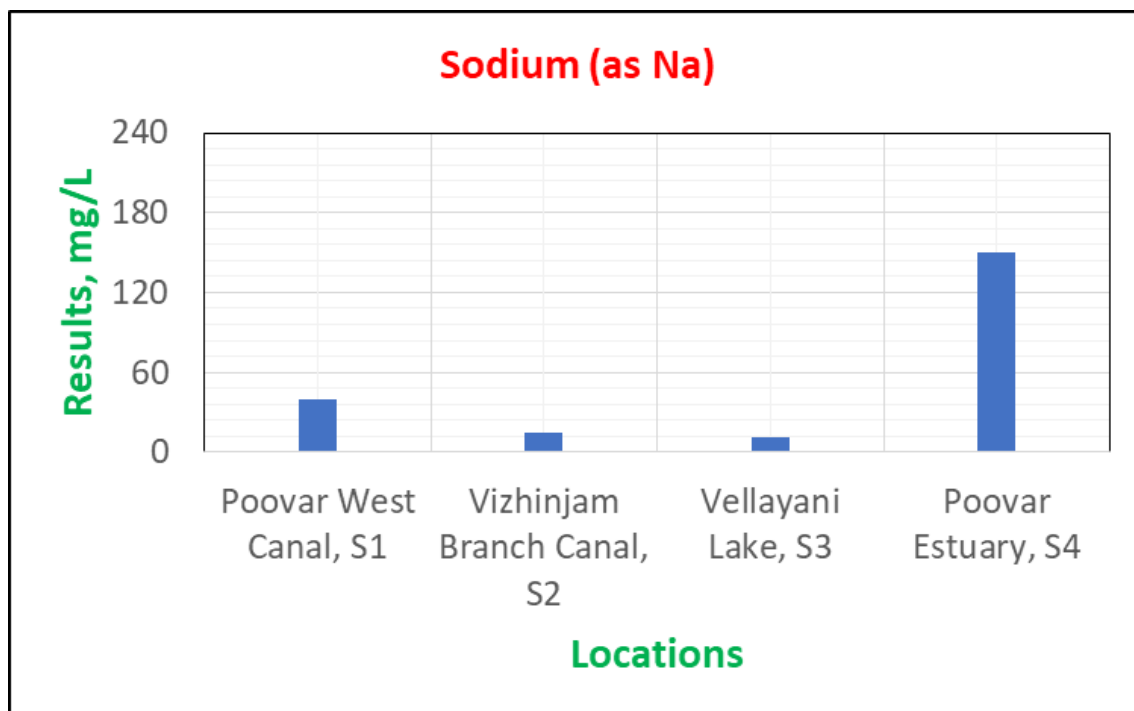 Sodium (as Na)
Results, mg/L
240
180
120
60
0
Poovar West
Canal, S1
Vizhinjam
Branch Canal,
S2
Vellayani
Lake, S3
Poovar
Estuary, S4
Locations